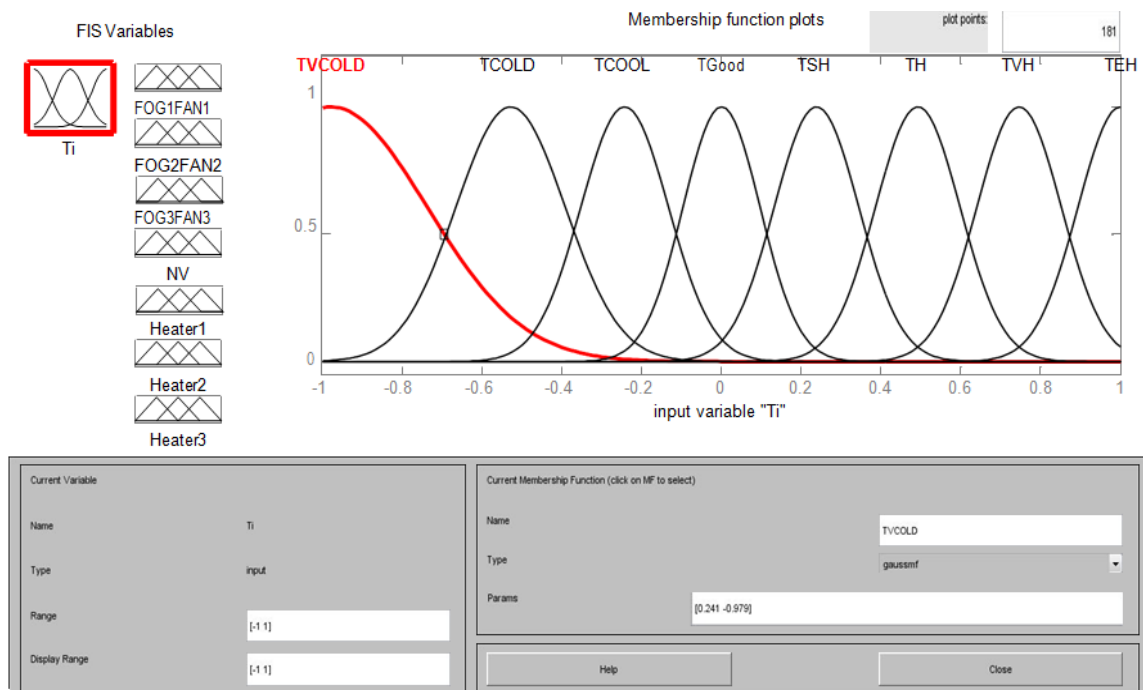 FIS Variables
Membership function plots
plot points:
181
Ti
FOG1FAN1
FOG2FAN2
FOG3FAN3
NV
Heater1
Heater2
Heater3
TVCOLD TCOLD TCOOL TGood TSH TH TVH TEH
1
0.5
0
-1 -0.8 -0.6 -0.4 -0.2 0 0.2 0.4 0.6 0.8 1
input variable "Ti"
Current Variable
Name Ti
Type input
Range [-1 1]
Display Range [-1 1]
Current Membership Function (click on MF to select)
Name TVCOLD
Type gaussmf
Params [0.241 -0.979]
Help Close